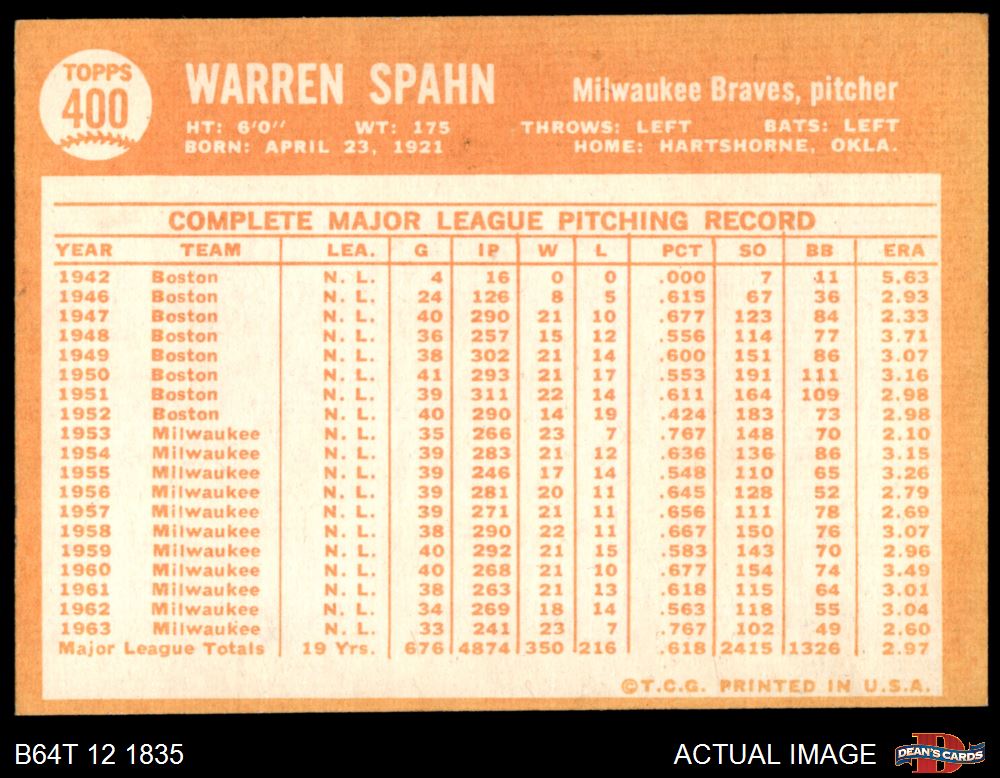 TOPPS
400
WARREN SPAHN
Milwaukee Braves, pitcher
HT: 6'0" WT: 175 THROWS: LEFT BATS: LEFT
BORN: APRIL 23, 1921 HOME: HARTSHORNE, OKLA.
COMPLETE MAJOR LEAGUE PITCHING RECORD
YEAR TEAM LEA. G IP W L PCT SO BB ERA
1942 Boston N. L. 4 16 0 0 .000 7 11 5.63
1946 Boston N. L. 24 126 8 5 .615 67 36 2.93
1947 Boston N. L. 40 290 21 10 .677 123 84 2.33
1948 Boston N. L. 36 257 15 12 .556 114 77 3.71
1949 Boston N. L. 38 302 21 14 .600 151 86 3.07
1950 Boston N. L. 41 293 21 17 .553 191 111 3.16
1951 Boston N. L. 39 311 22 14 .611 164 109 2.98
1952 Boston N. L. 40 290 14 19 .424 183 73 2.98
1953 Milwaukee N. L. 35 266 23 7 .767 148 70 2.10
1954 Milwaukee N. L. 39 283 21 12 .636 136 86 3.15
1955 Milwaukee N. L. 39 246 17 14 .548 110 65 3.26
1956 Milwaukee N. L. 39 281 20 11 .645 128 52 2.79
1957 Milwaukee N. L. 39 271 21 11 .656 111 78 2.69
1958 Milwaukee N. L. 38 290 22 11 .667 150 76 3.07
1959 Milwaukee N. L. 40 292 21 15 .583 143 70 2.96
1960 Milwaukee N. L. 40 268 21 10 .677 154 74 3.49
1961 Milwaukee N. L. 38 263 21 13 .618 115 64 3.01
1962 Milwaukee N. L. 34 269 18 14 .563 118 55 3.04
1963 Milwaukee N. L. 33 241 23 7 .767 102 49 2.60
Major League Totals 19 Yrs. 676 4874 350 216 .618 2415 1326 2.97
©T.C.G. PRINTED IN U.S.A.
B64T 12 1835
ACTUAL IMAGE
DEAN'S CARDS